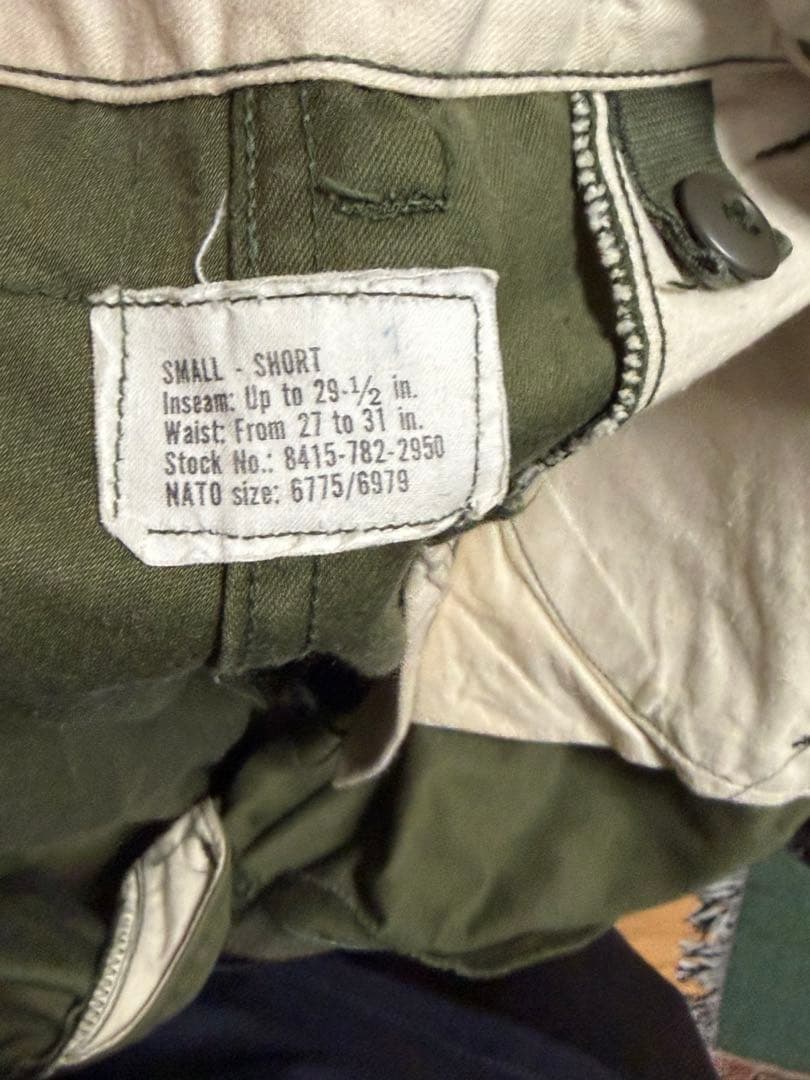 SMALL - SHORT
Inseam: Up to 29-1/2 in.
Waist: From 27 to 31 in.
Stock No.: 8415-782-2950
NATO size: 6775/6979